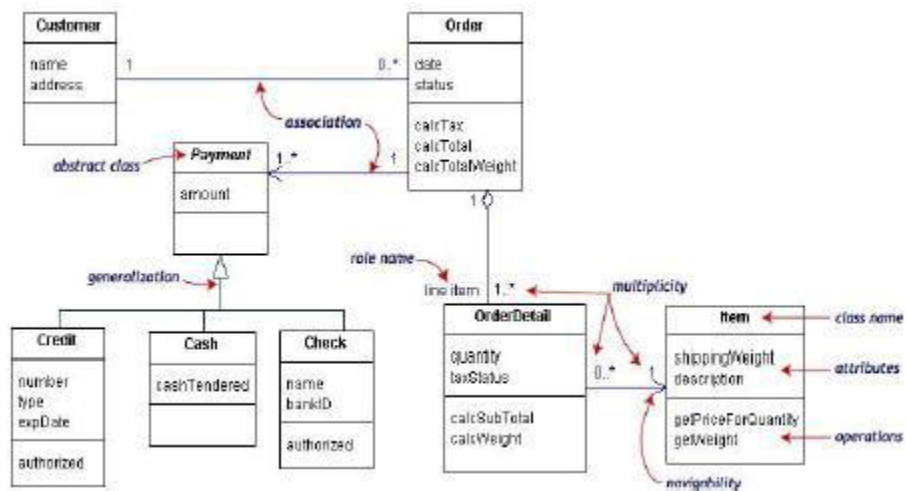 Customer
name
address
1
0..*
Order
date
status
calcTax
calcTotal
calcTotalWeight
association
abstract class
Payment
amount
1..*
1
1
generalization
role name
line item
1..*
multiplicity
Credit
number
type
expDate
authorized
Cash
cashTendered
Check
name
bankID
authorized
OrderDetail
quantity
taxStatus
calcSubTotal
calcWeight
0..*
1
Item
shippingWeight
description
getPriceForQuantity
getWeight
class name
attributes
operations
navigability